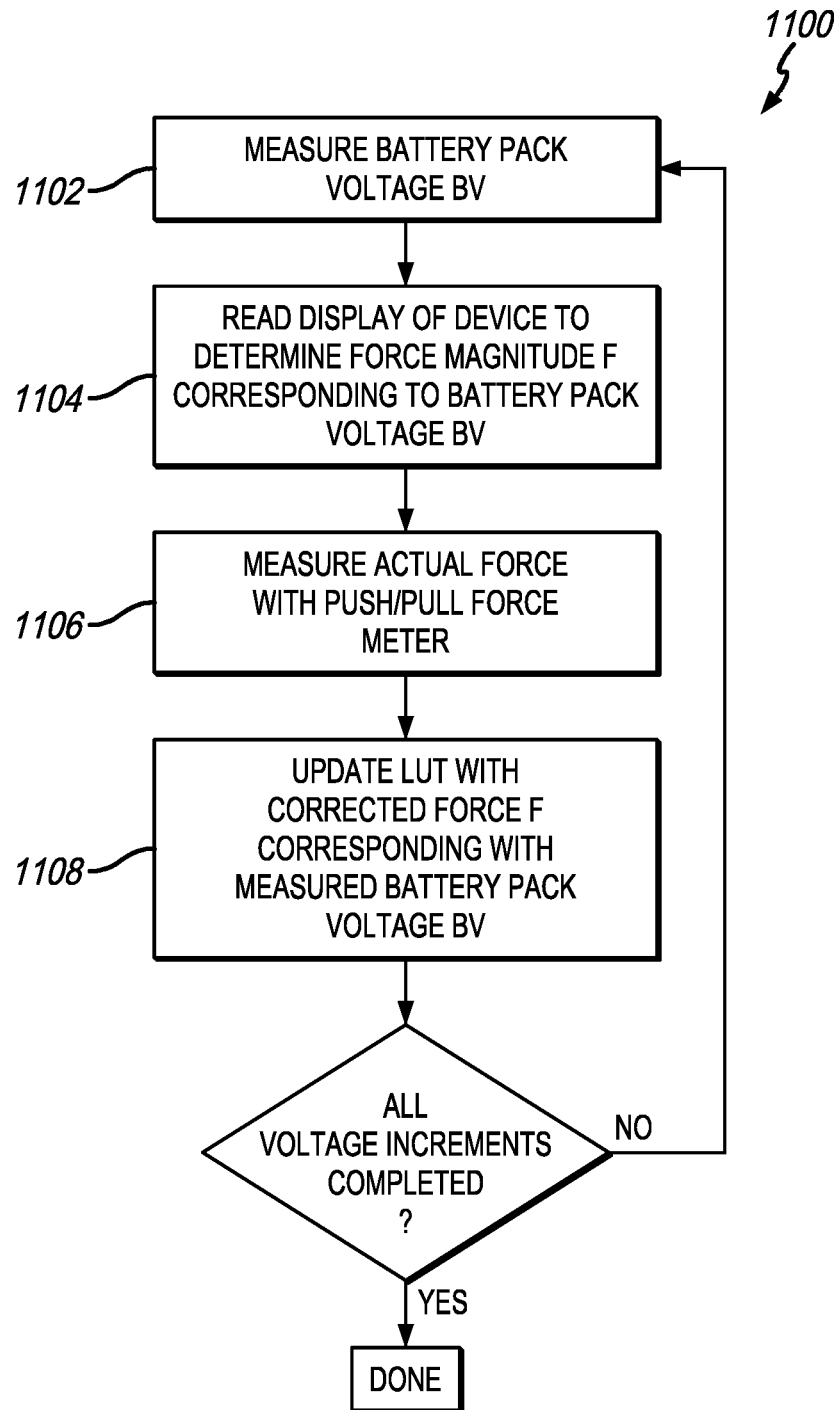 1100
MEASURE BATTERY PACK
VOLTAGE BV
1102
READ DISPLAY OF DEVICE TO
DETERMINE FORCE MAGNITUDE F
CORRESPONDING TO BATTERY PACK
VOLTAGE BV
1104
MEASURE ACTUAL FORCE
WITH PUSH/PULL FORCE
METER
1106
UPDATE LUT WITH
CORRECTED FORCE F
CORRESPONDING WITH
MEASURED BATTERY PACK
VOLTAGE BV
1108
ALL
VOLTAGE INCREMENTS
COMPLETED
?
NO
YES
DONE